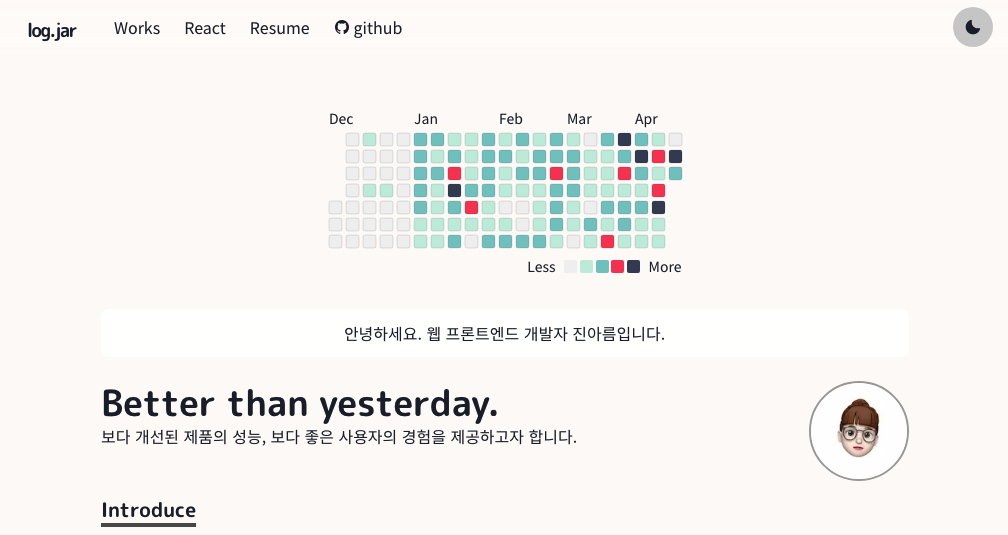 log.jar Works React Resume github
Dec Jan Feb Mar Apr
Less More
안녕하세요. 웹 프론트엔드 개발자 진아름입니다.
Better than yesterday.
보다 개선된 제품의 성능, 보다 좋은 사용자의 경험을 제공하고자 합니다.
Introduce